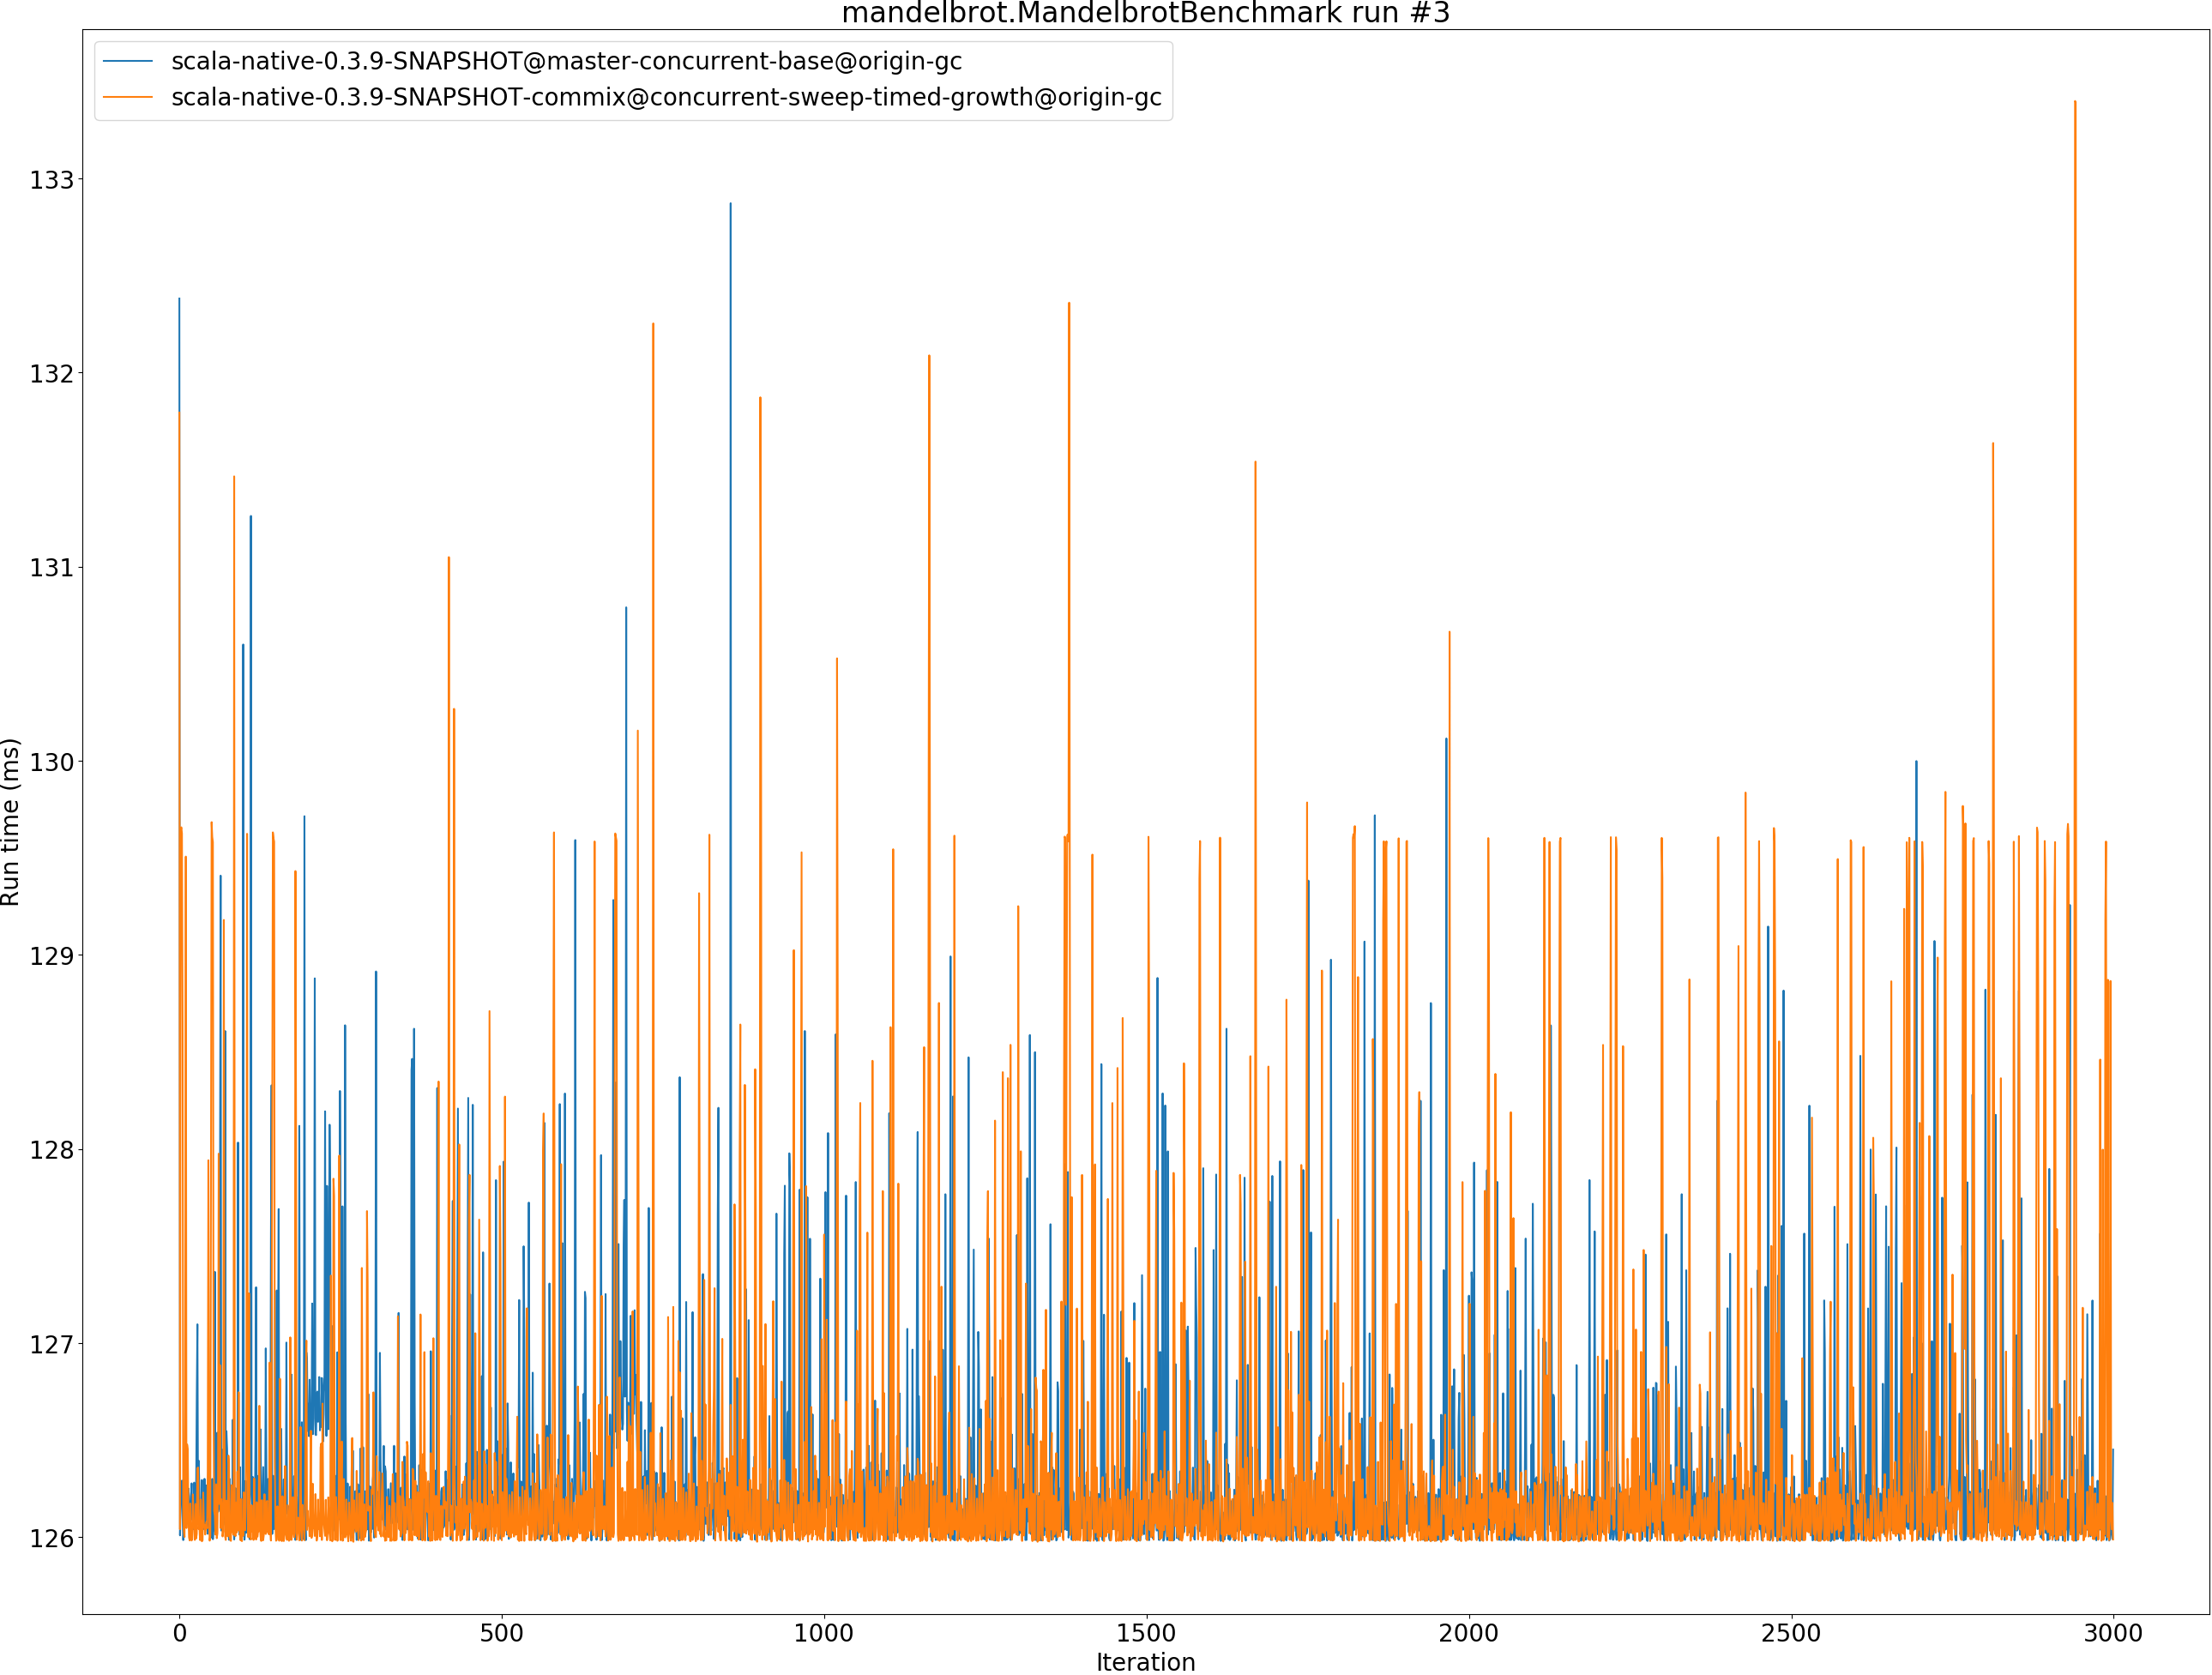 mandelbrot.MandelbrotBenchmark run #3
scala-native-0.3.9-SNAPSHOT@master-concurrent-base@origin-gc
scala-native-0.3.9-SNAPSHOT-commix@concurrent-sweep-timed-growth@origin-gc
Run time (ms)
133
132
131
130
129
128
127
126
0 500 1000 1500 2000 2500 3000
Iteration